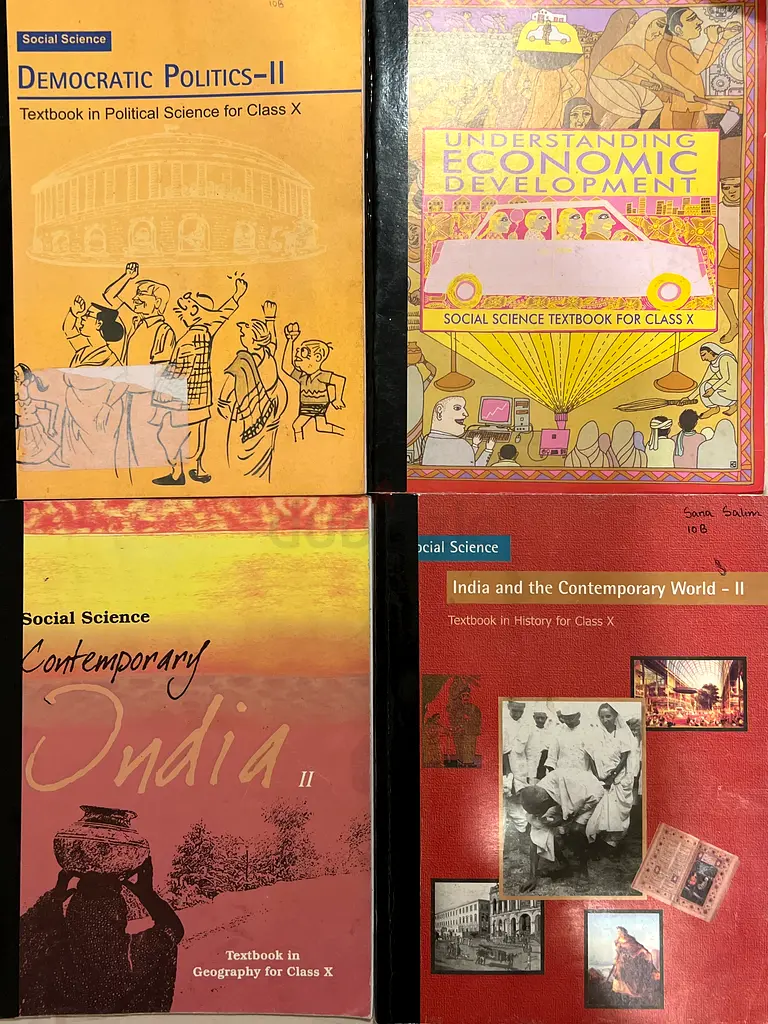 10B
Social Science
DEMOCRATIC POLITICS–II
Textbook in Political Science for Class X
UNDERSTANDING
ECONOMIC
DEVELOPMENT
SOCIAL SCIENCE TEXTBOOK FOR CLASS X
Social Science
Contemporary
India
II
Textbook in
Geography for Class X
Sana Salim
10B
ocial Science
India and the Contemporary World - II
Textbook in History for Class X